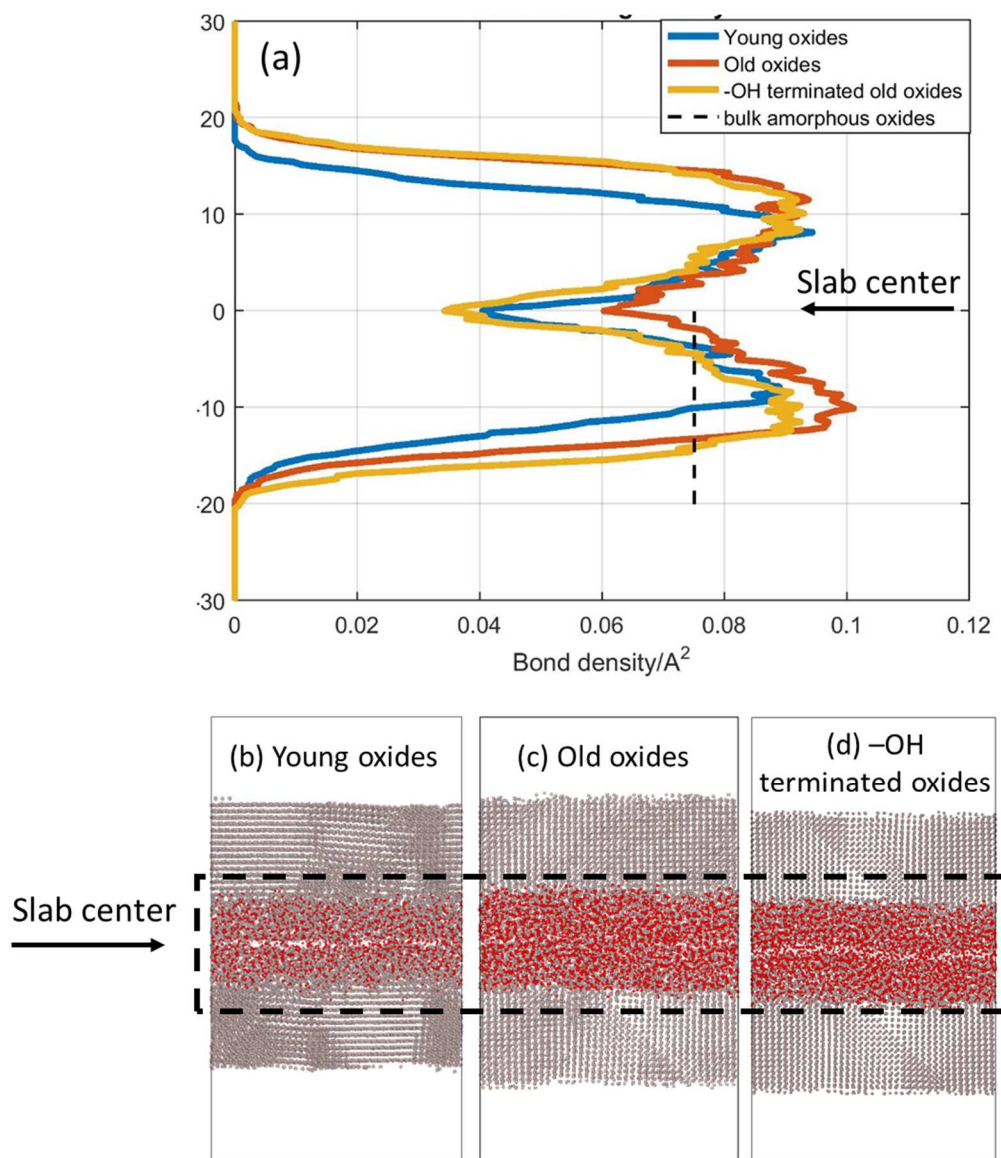 30
(a)
Young oxides
Old oxides
-OH terminated old oxides
bulk amorphous oxides
20
10
Slab center
0
-10
-20
-30
0
0.02
0.04
0.06
0.08
0.1
0.12
Bond density/A^2
(b) Young oxides
(c) Old oxides
(d) –OH
terminated oxides
Slab center